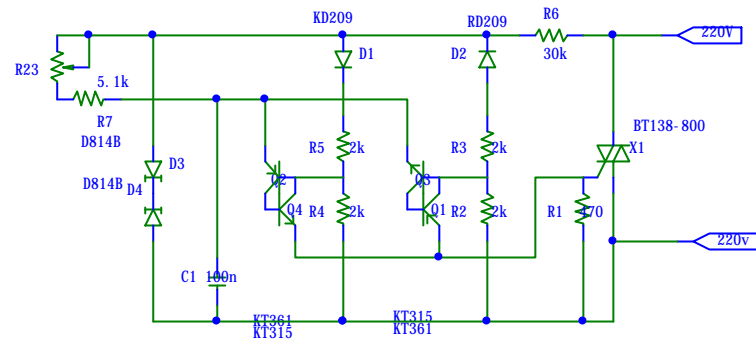 KD209
RD209
R6
30k
220V
R23
5.1k
R7
D1
D2
D814B
D3
D814B
D4
R5
2k
R3
2k
BT138-800
X1
Q2
Q3
Q4
R4
2k
Q1
R2
2k
R1
470
220v
C1
100n
KT361
KT315
KT315
KT361